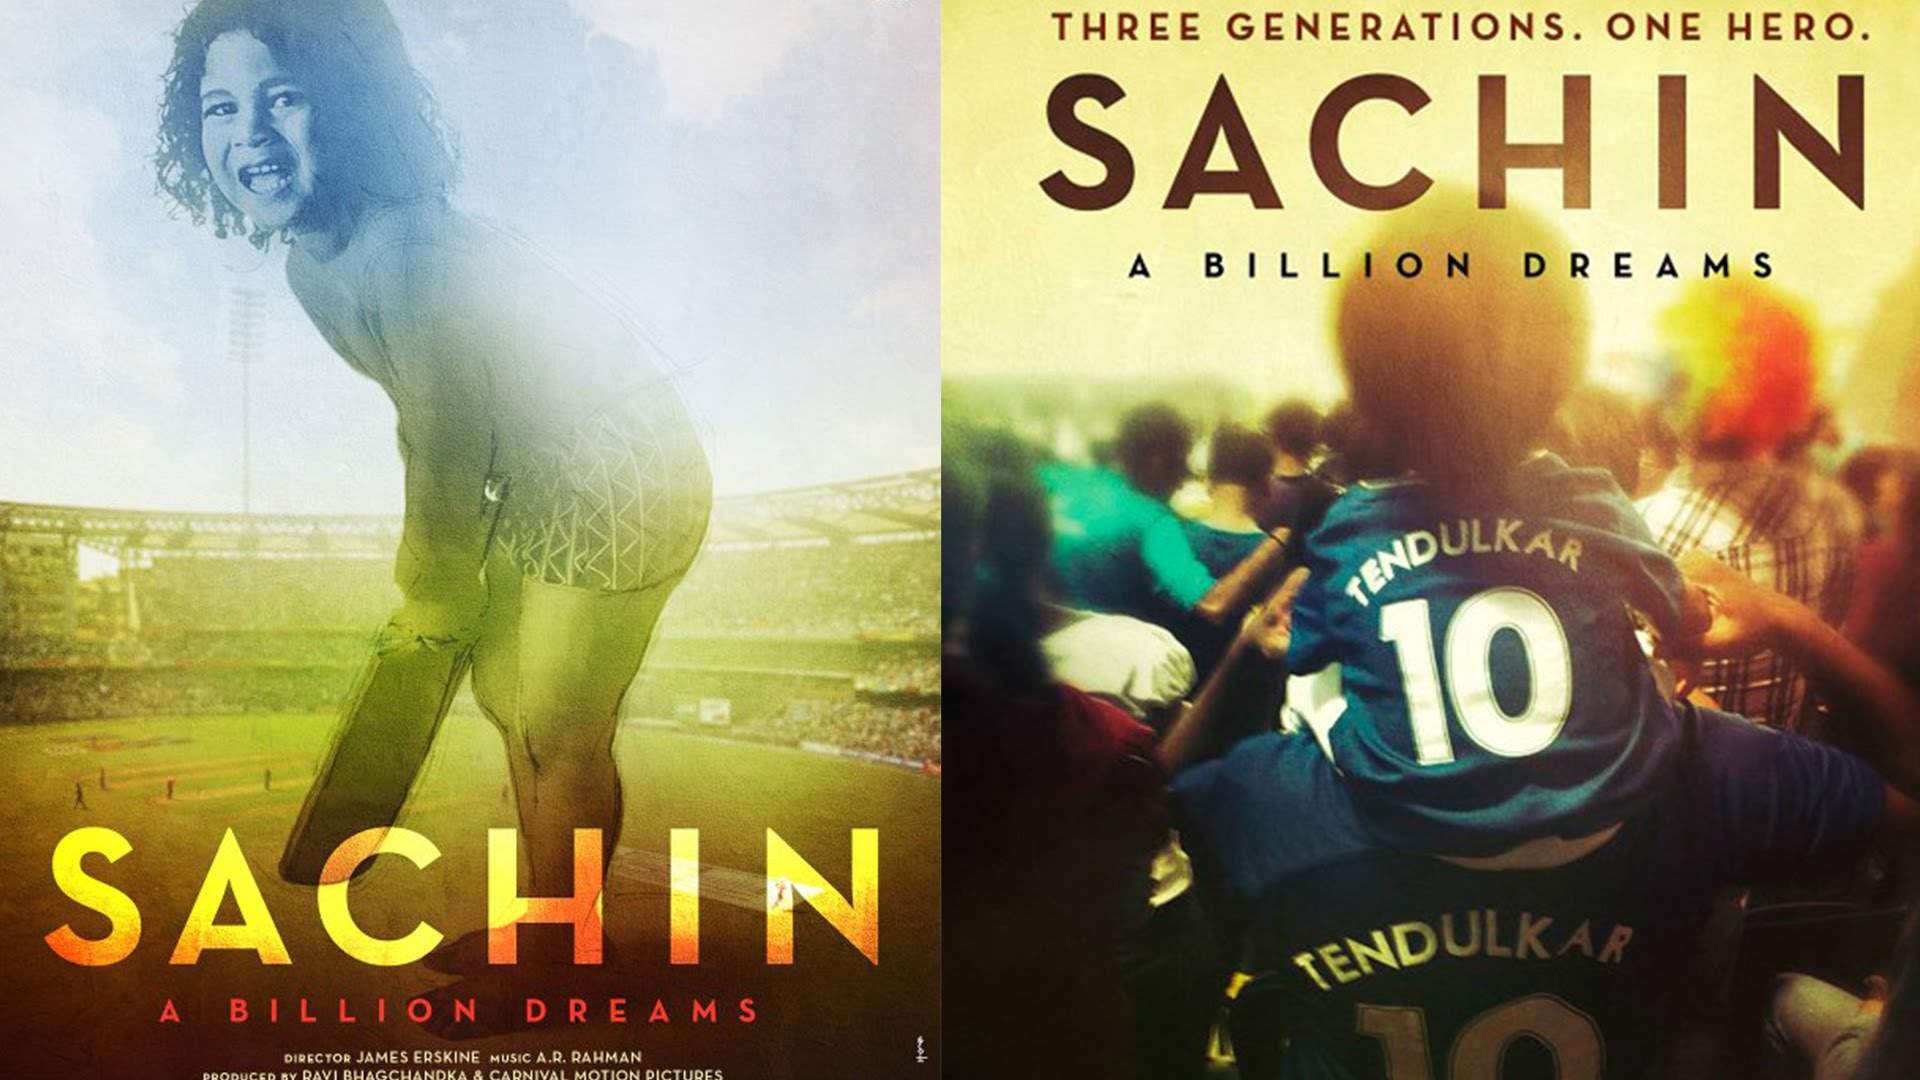 SACHIN
A BILLION DREAMS
DIRECTOR JAMES ERSKINE MUSIC A.R. RAHMAN
PRODUCED BY RAVI BHAGCHANDKA & CARNIVAL MOTION PICTURES
THREE GENERATIONS. ONE HERO.
SACHIN
A BILLION DREAMS
TENDULKAR
10
TENDULKAR
10